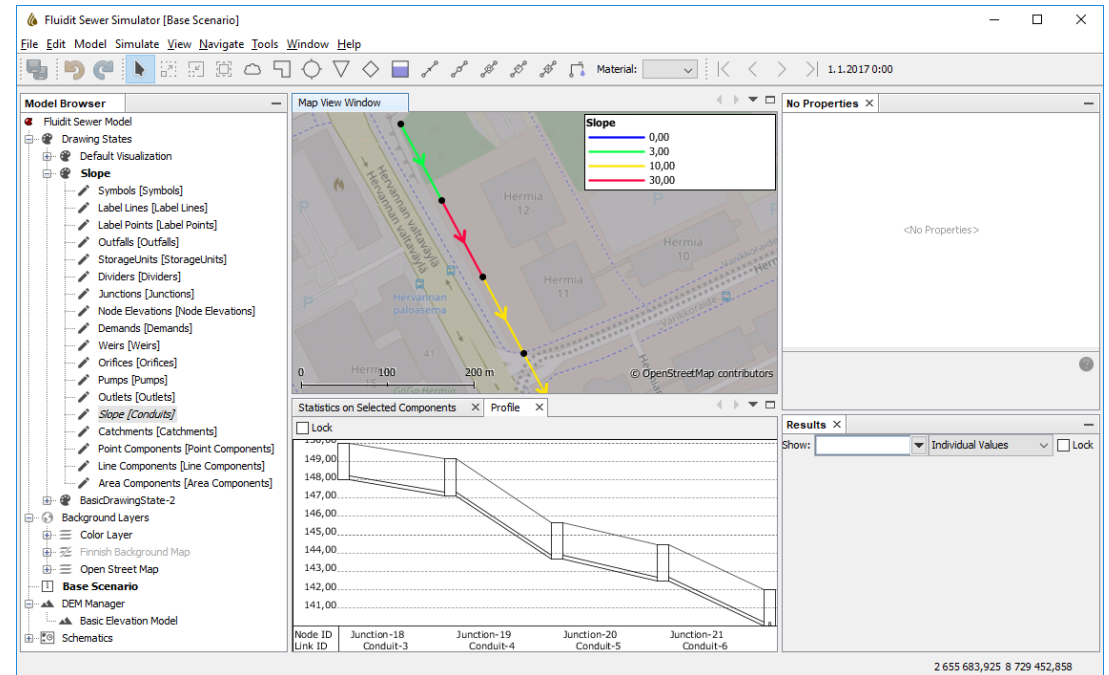 Fluidit Sewer Simulator [Base Scenario]
File Edit Model Simulate View Navigate Tools Window Help
Material:
1.1.2017 0:00
Model Browser
Fluidit Sewer Model
Drawing States
Default Visualization
Slope
Symbols [Symbols]
Label Lines [Label Lines]
Label Points [Label Points]
Outfalls [Outfalls]
StorageUnits [StorageUnits]
Dividers [Dividers]
Junctions [Junctions]
Node Elevations [Node Elevations]
Demands [Demands]
Weirs [Weirs]
Orifices [Orifices]
Pumps [Pumps]
Outlets [Outlets]
Slope [Conduits]
Catchments [Catchments]
Point Components [Point Components]
Line Components [Line Components]
Area Components [Area Components]
BasicDrawingState-2
Background Layers
Color Layer
Finnish Background Map
Open Street Map
Base Scenario
DEM Manager
Basic Elevation Model
Schematics
Map View Window
Slope
0,00
3,00
10,00
30,00
Hervannan valtaväylä
Hervannan valtaväylä
P
P
P
Hermia
12
Hermia
10
Hermia
11
Varikkoraide
Varikkoraide
Hervannan
paloasema
41
GoGo Hermia
0 100 200 m
© OpenStreetMap contributors
Statistics on Selected Components
Profile
Lock
150,00
149,00
148,00
147,00
146,00
145,00
144,00
143,00
142,00
141,00
Node ID Junction-18 Junction-19 Junction-20 Junction-21
Link ID Conduit-3 Conduit-4 Conduit-5 Conduit-6
No Properties
<No Properties>
Results
Show: Individual Values Lock
2 655 683,925 8 729 452,858